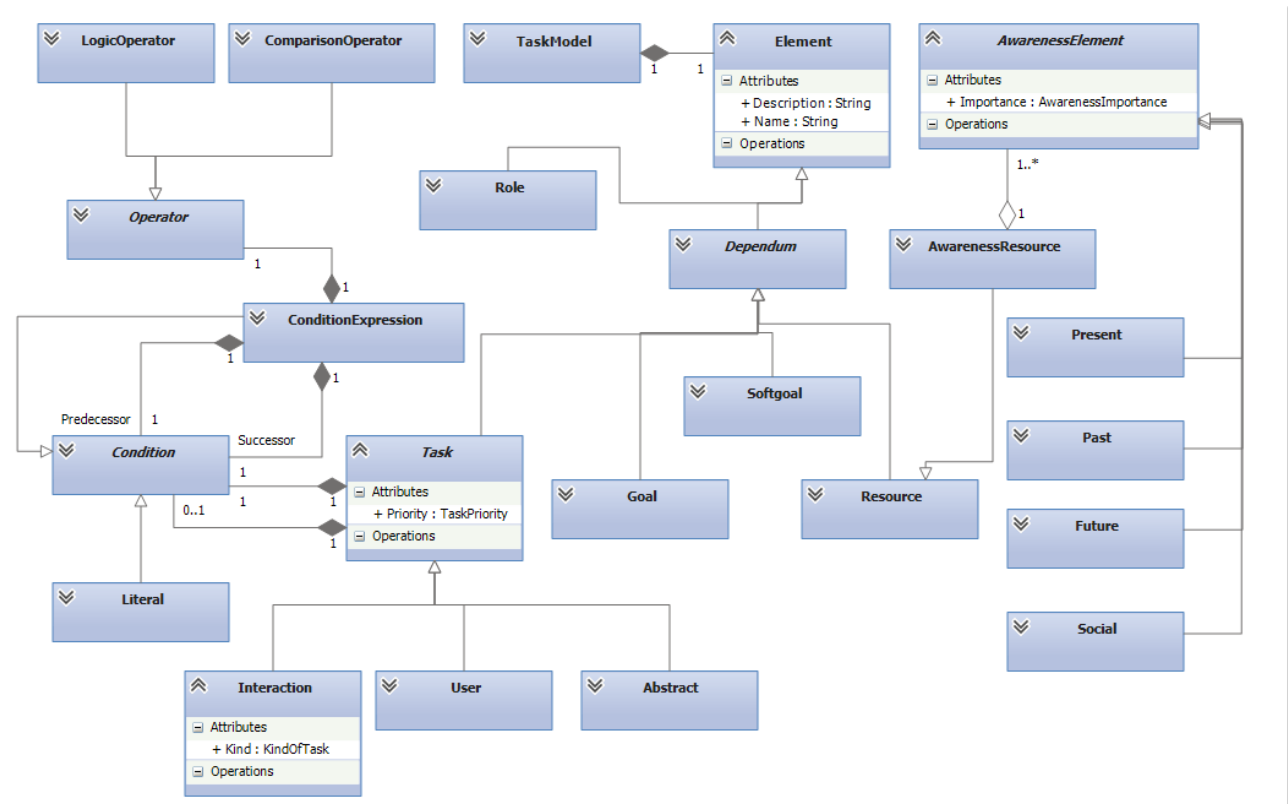 LogicOperator
ComparisonOperator
TaskModel
1
1
Element
Attributes
+ Description : String
+ Name : String
Operations
AwarenessElement
Attributes
+ Importance : AwarenessImportance
Operations
1..*
1
Role
Operator
1
1
Dependum
AwarenessResource
ConditionExpression
1
1
Present
Predecessor
1
Softgoal
Successor
1
Condition
1
0..1
1
1
Task
Attributes
+ Priority : TaskPriority
Operations
Past
Goal
Resource
Future
Literal
Social
Interaction
Attributes
+ Kind : KindOfTask
Operations
User
Abstract